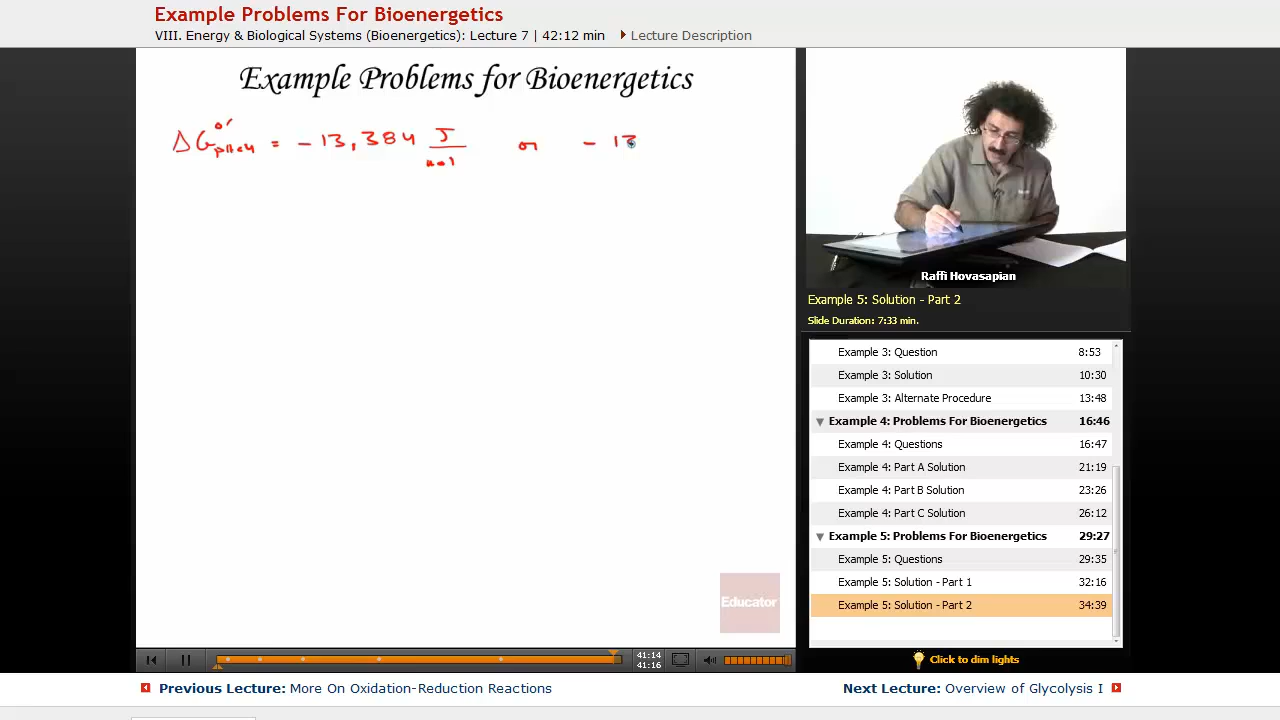 Example Problems For Bioenergetics
VIII. Energy & Biological Systems (Bioenergetics): Lecture 7 | 42:12 min Lecture Description
Example Problems for Bioenergetics
ΔG°' = -13,384 J/mol or - 13
Educator
Raffi Hovasapian
Example 5: Solution - Part 2
Slide Duration: 7:33 min.
Example 3: Question 8:53
Example 3: Solution 10:30
Example 3: Alternate Procedure 13:48
Example 4: Problems For Bioenergetics 16:46
Example 4: Questions 16:47
Example 4: Part A Solution 21:19
Example 4: Part B Solution 23:26
Example 4: Part C Solution 26:12
Example 5: Problems For Bioenergetics 29:27
Example 5: Questions 29:35
Example 5: Solution - Part 1 32:16
Example 5: Solution - Part 2 34:39
41:14
41:16
Click to dim lights
Previous Lecture: More On Oxidation-Reduction Reactions
Next Lecture: Overview of Glycolysis I